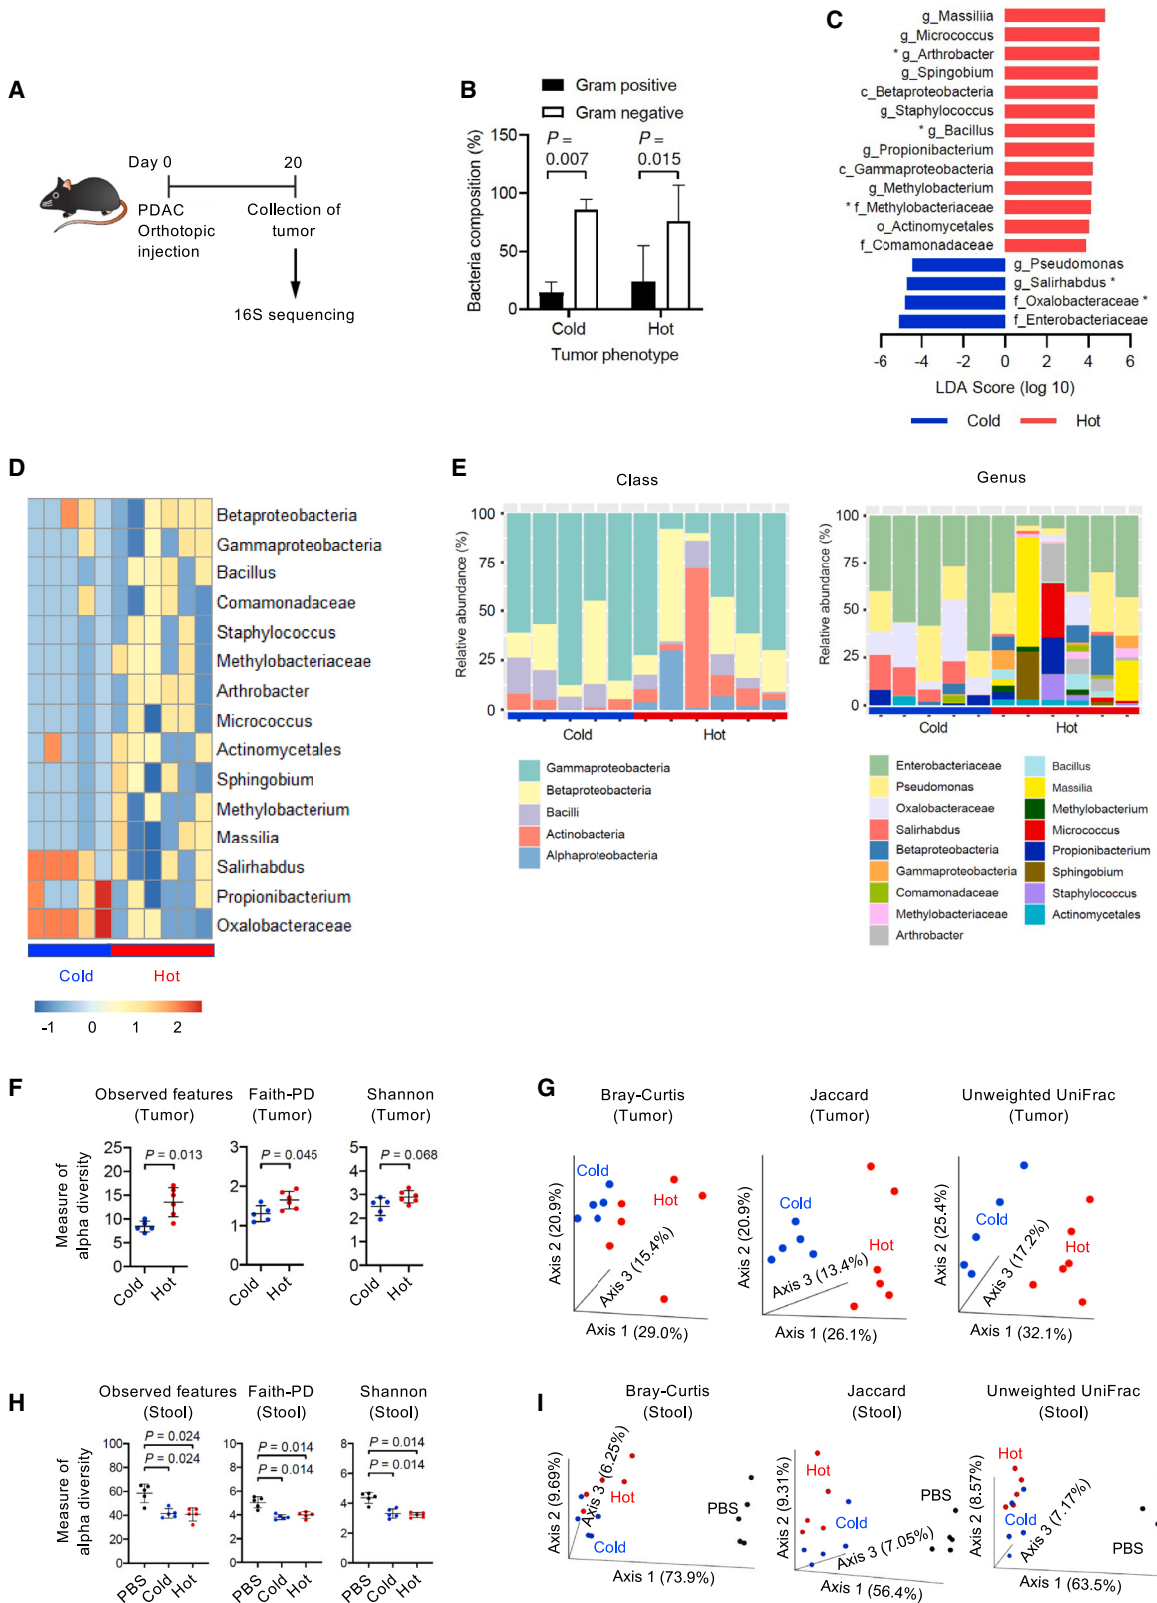 A
Day 0
20
PDAC
Orthotopic
injection
Collection of
tumor
16S sequencing
B
Gram positive
Gram negative
P =
0.007
P =
0.015
Bacteria composition (%)
150
100
50
0
Cold
Hot
Tumor phenotype
C
g_Massiliia
g_Micrococcus
* g_Arthrobacter
g_Spingobium
c_Betaproteobacteria
g_Staphylococcus
* g_Bacillus
g_Propionibacterium
c_Gammaproteobacteria
g_Methylobacterium
* f_Methylobacteriaceae
o_Actinomycetales
f_Comamonadaceae
g_Pseudomonas
g_Salirhabdus *
f_Oxalobacteraceae *
f_Enterobacteriaceae
-6 -4 -2 0 2 4 6
LDA Score (log 10)
Cold
Hot
D
Betaproteobacteria
Gammaproteobacteria
Bacillus
Comamonadaceae
Staphylococcus
Methylobacteriaceae
Arthrobacter
Micrococcus
Actinomycetales
Sphingobium
Methylobacterium
Massilia
Salirhabdus
Propionibacterium
Oxalobacteraceae
Cold
Hot
-1 0 1 2
E
Class
Relative abundance (%)
100
75
50
25
0
Cold
Hot
Gammaproteobacteria
Betaproteobacteria
Bacilli
Actinobacteria
Alphaproteobacteria
Genus
Relative abundance (%)
100
75
50
25
0
Cold
Hot
Enterobacteriaceae
Pseudomonas
Oxalobacteraceae
Salirhabdus
Betaproteobacteria
Gammaproteobacteria
Comamonadaceae
Methylobacteriaceae
Arthrobacter
Bacillus
Massilia
Methylobacterium
Micrococcus
Propionibacterium
Sphingobium
Staphylococcus
Actinomycetales
F
Measure of
alpha diversity
Observed features
(Tumor)
P = 0.013
25
20
15
10
5
0
Cold
Hot
Faith-PD
(Tumor)
P = 0.045
3
2
1
0
Cold
Hot
Shannon
(Tumor)
P = 0.068
5
4
3
2
1
0
Cold
Hot
G
Bray-Curtis
(Tumor)
Cold
Hot
Axis 2 (20.9%)
Axis 3 (15.4%)
Axis 1 (29.0%)
Jaccard
(Tumor)
Cold
Hot
Axis 2 (20.9%)
Axis 3 (13.4%)
Axis 1 (26.1%)
Unweighted UniFrac
(Tumor)
Cold
Hot
Axis 2 (25.4%)
Axis 3 (17.2%)
Axis 1 (32.1%)
H
Measure of
alpha diversity
Observed features
(Stool)
P = 0.024
P = 0.024
100
80
60
40
20
0
PBS
Cold
Hot
Faith-PD
(Stool)
P = 0.014
P = 0.014
10
8
6
4
2
0
PBS
Cold
Hot
Shannon
(Stool)
P = 0.014
P = 0.014
8
6
4
2
0
PBS
Cold
Hot
I
Bray-Curtis
(Stool)
Hot
Cold
PBS
Axis 2 (9.69%)
Axis 3 (6.25%)
Axis 1 (73.9%)
Jaccard
(Stool)
Hot
Cold
PBS
Axis 2 (9.31%)
Axis 3 (7.05%)
Axis 1 (56.4%)
Unweighted UniFrac
(Stool)
Hot
Cold
PBS
Axis 2 (8.57%)
Axis 3 (7.17%)
Axis 1 (63.5%)